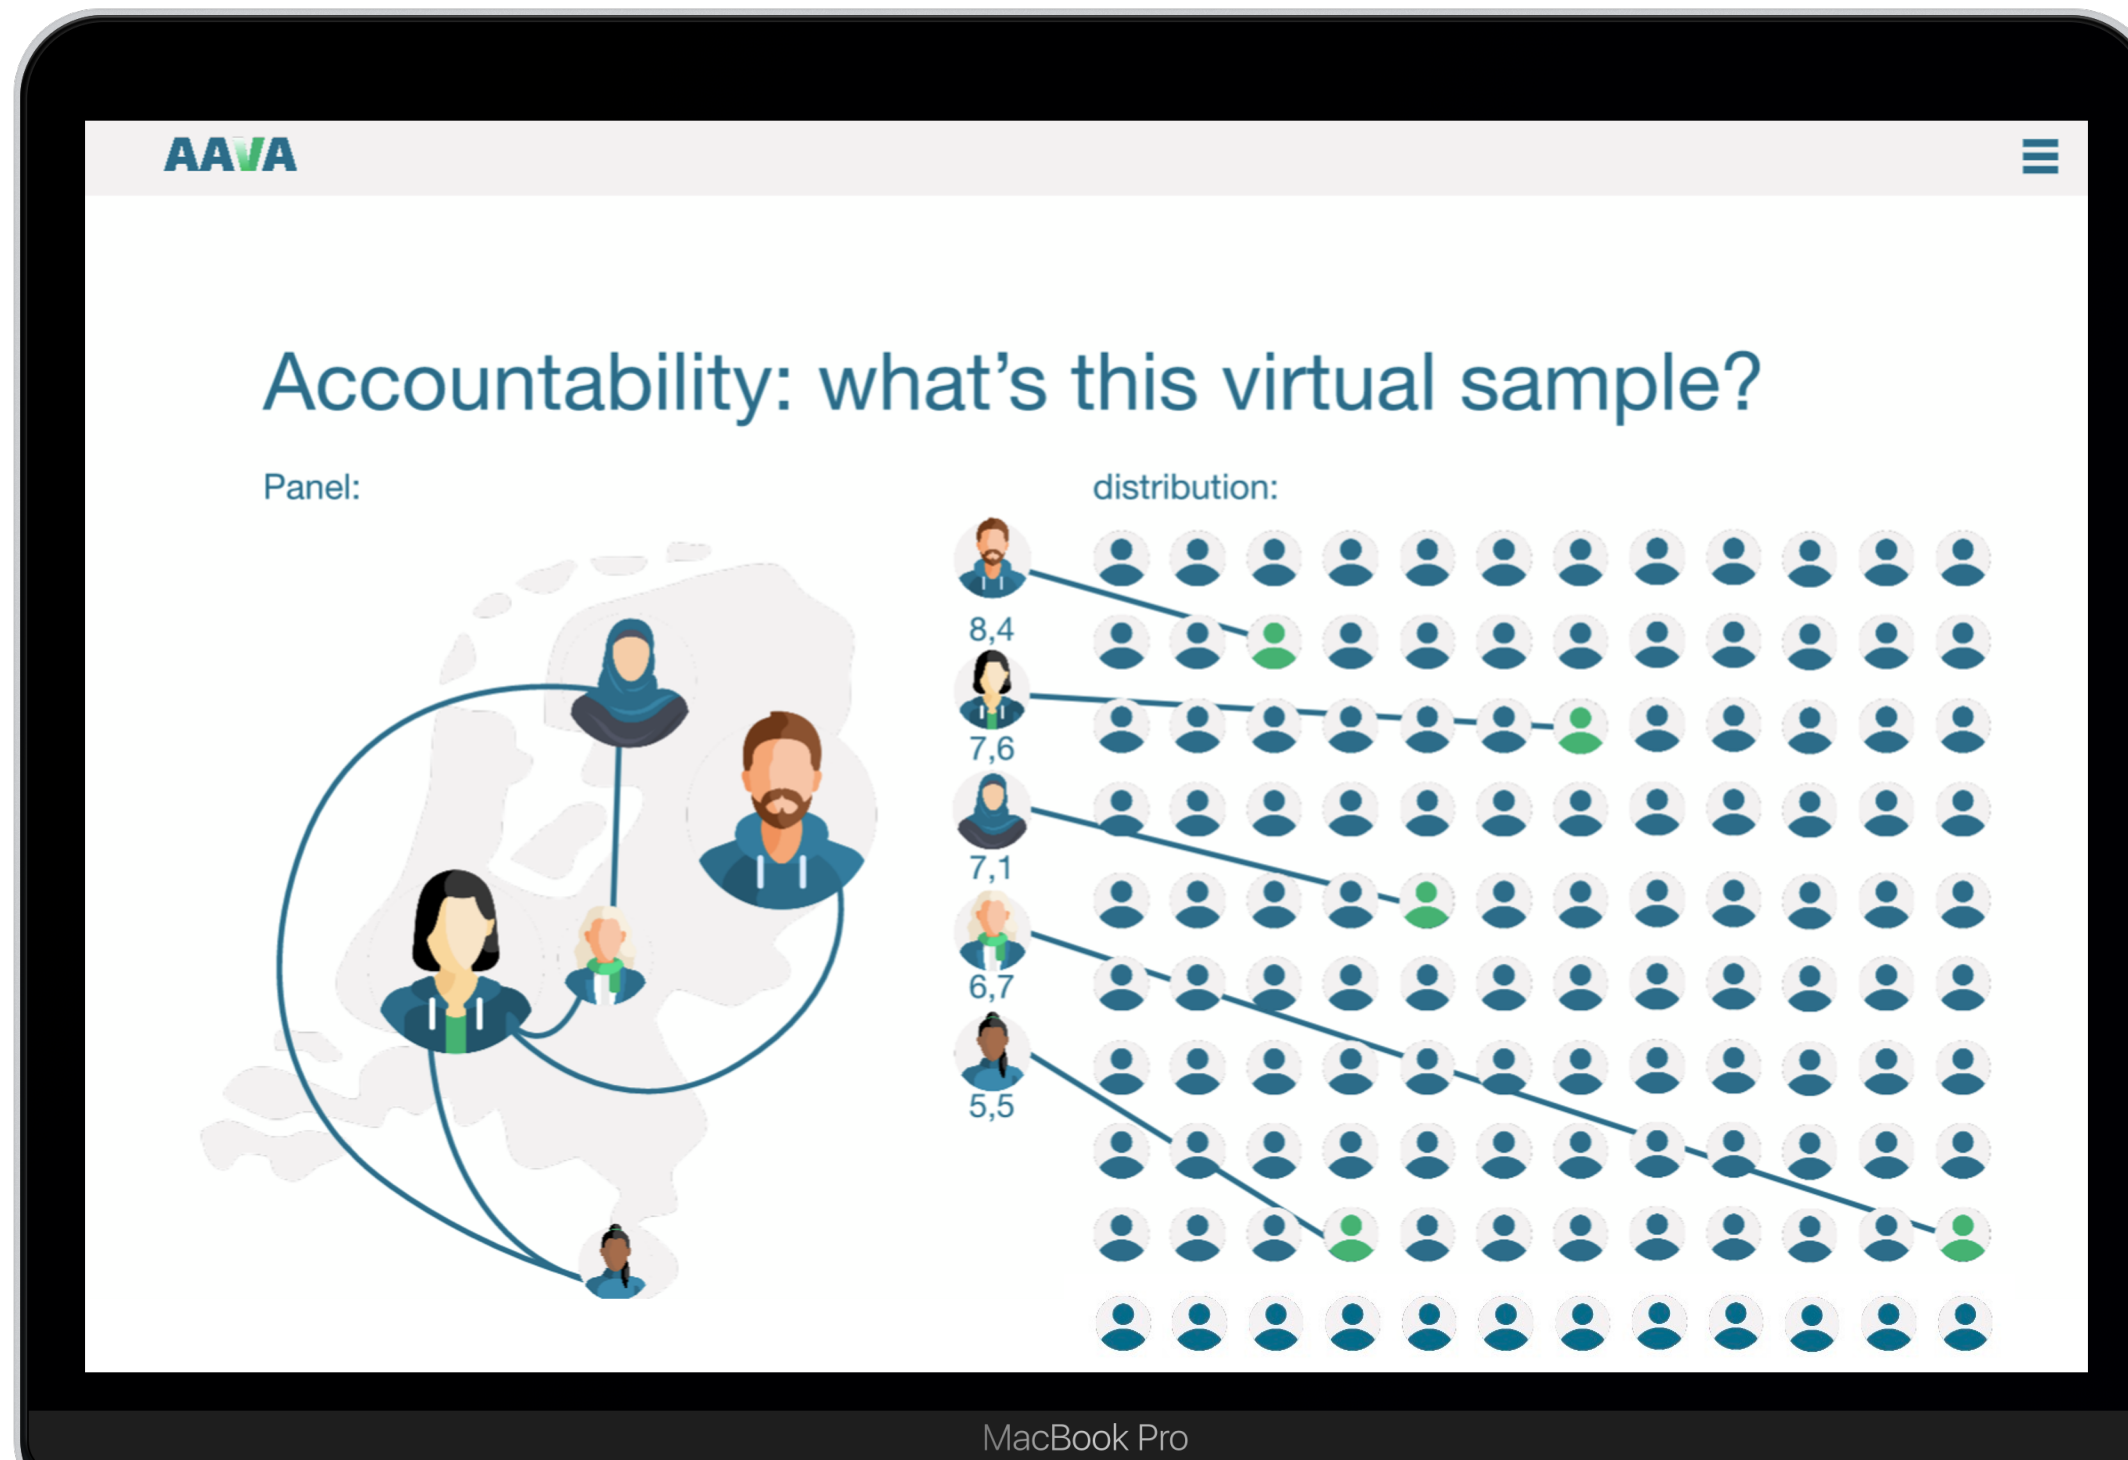 AAVA
Accountability: what's this virtual sample?
Panel:
distribution:
8,4
7,6
7,1
6,7
5,5
MacBook Pro